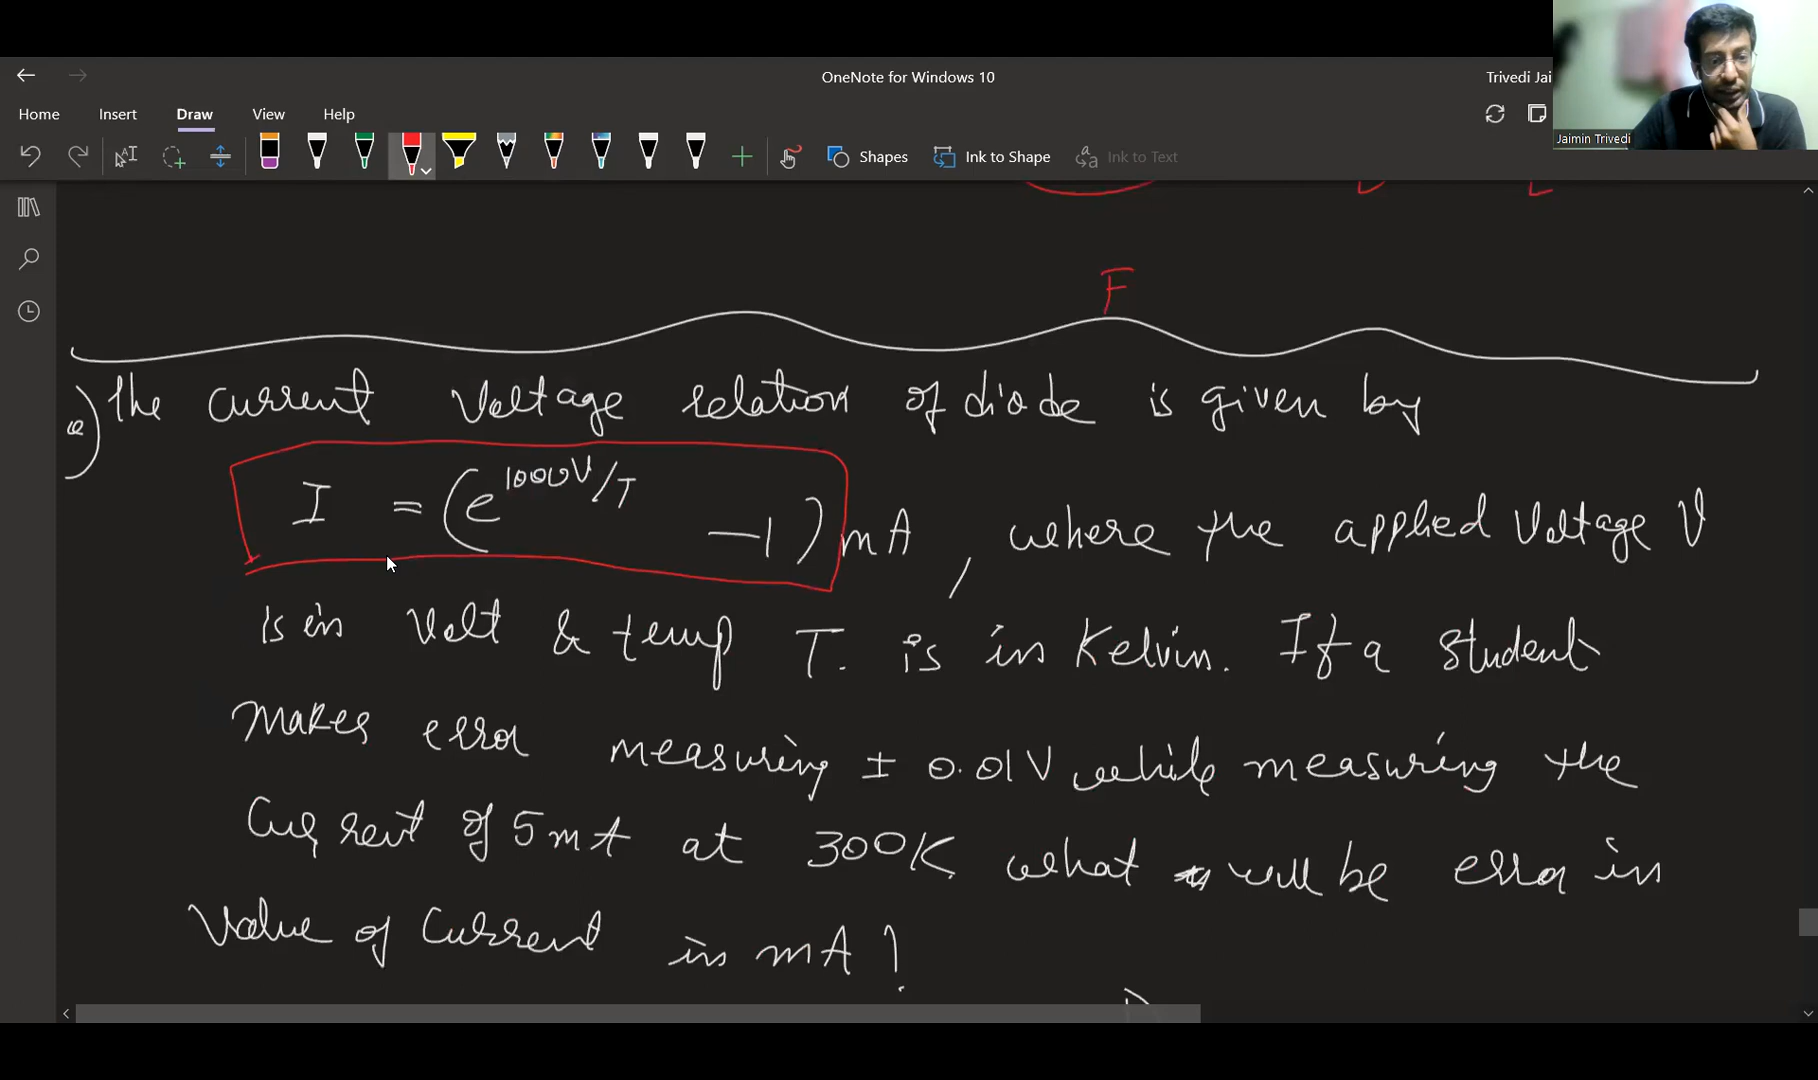 OneNote for Windows 10
Trivedi Jai
Home Insert Draw View Help
Jaimin Trivedi
Shapes Ink to Shape Ink to Text
F
Q) The current Voltage relation of diode is given by
I = (e^1000V/T -1) mA, where the applied Voltage V
is in Volt & temp T. is in Kelvin. If a student
makes error measuring ± 0.01V while measuring the
Current of 5mA at 300K what will be error in
Value of Current in mA?